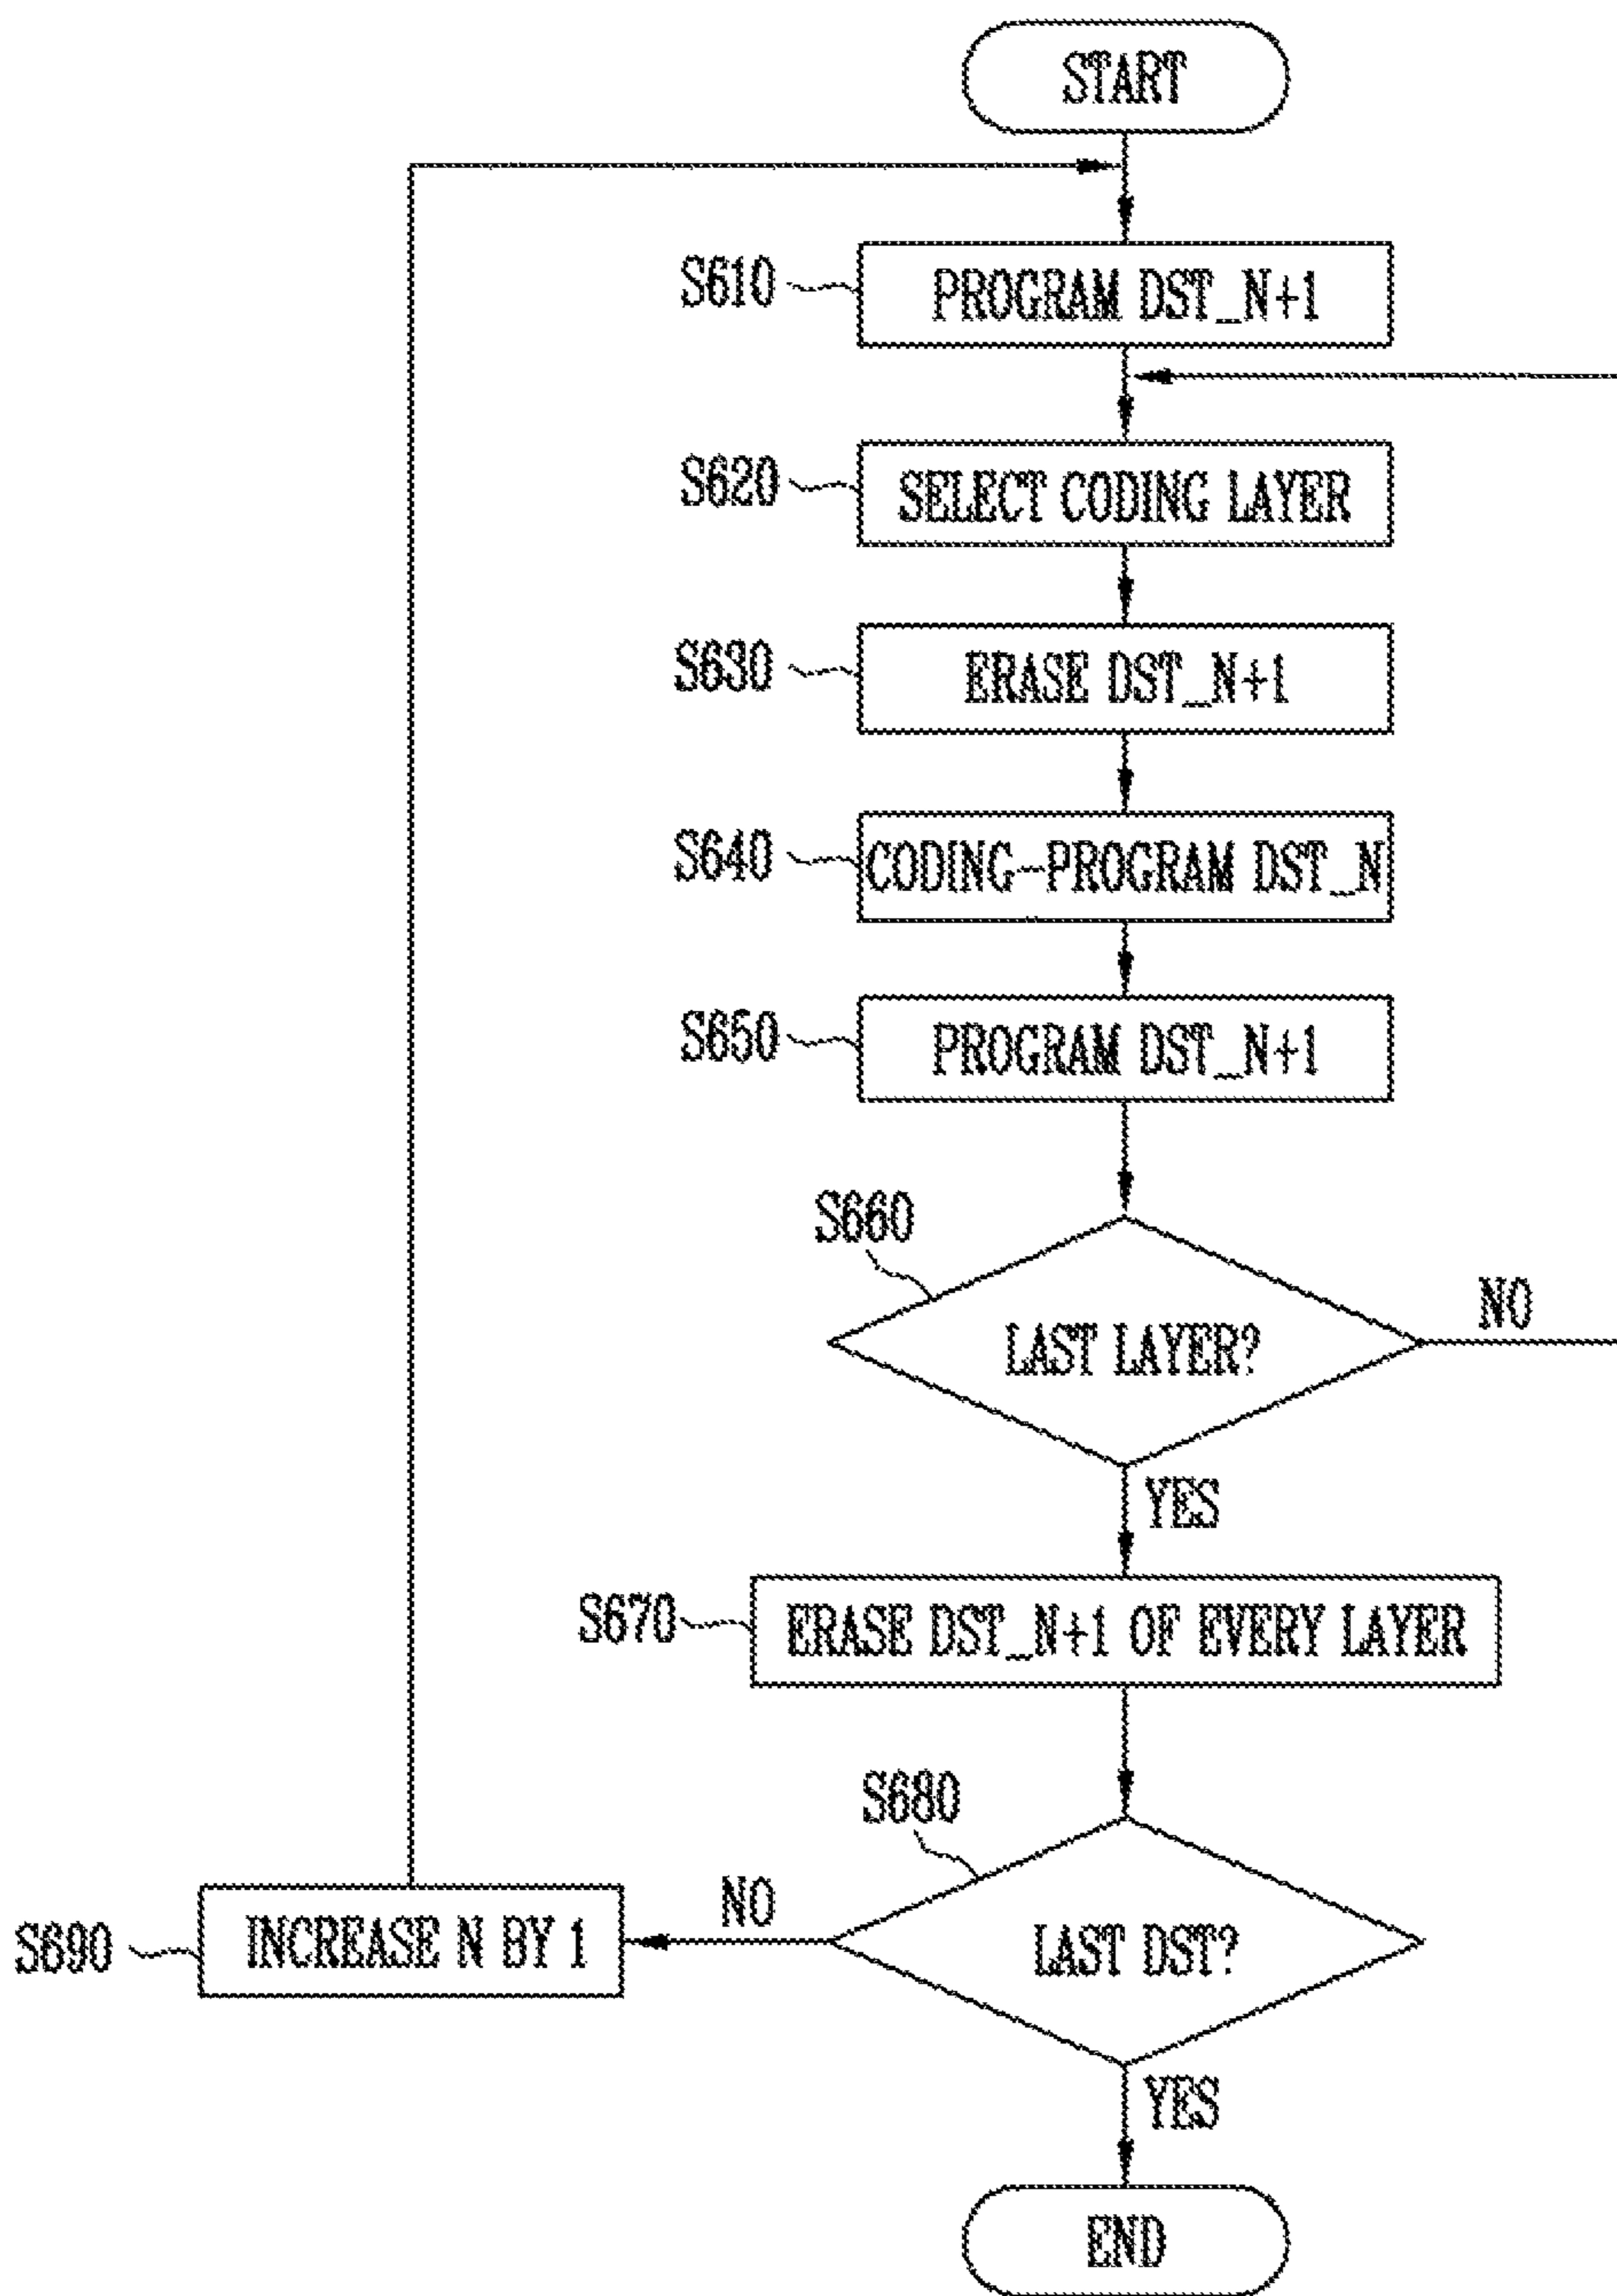 START
S610
PROGRAM DST_N+1
S620
SELECT CODING LAYER
S630
ERASE DST_N+1
S640
CODING-PROGRAM DST_N
S650
PROGRAM DST_N+1
S660
LAST LAYER?
NO
YES
S670
ERASE DST_N+1 OF EVERY LAYER
S680
LAST DST?
NO
S690
INCREASE N BY 1
YES
END